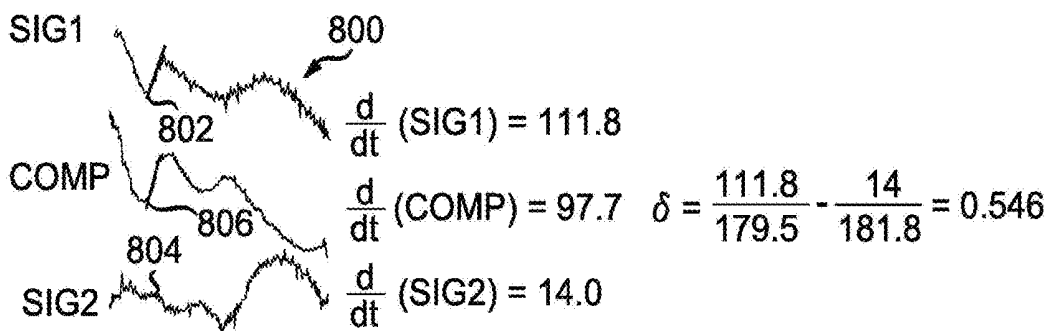 SIG1
800
802
d/dt (SIG1) = 111.8
COMP
806
d/dt (COMP) = 97.7 δ = 111.8/179.5 - 14/181.8 = 0.546
804
SIG2
d/dt (SIG2) = 14.0